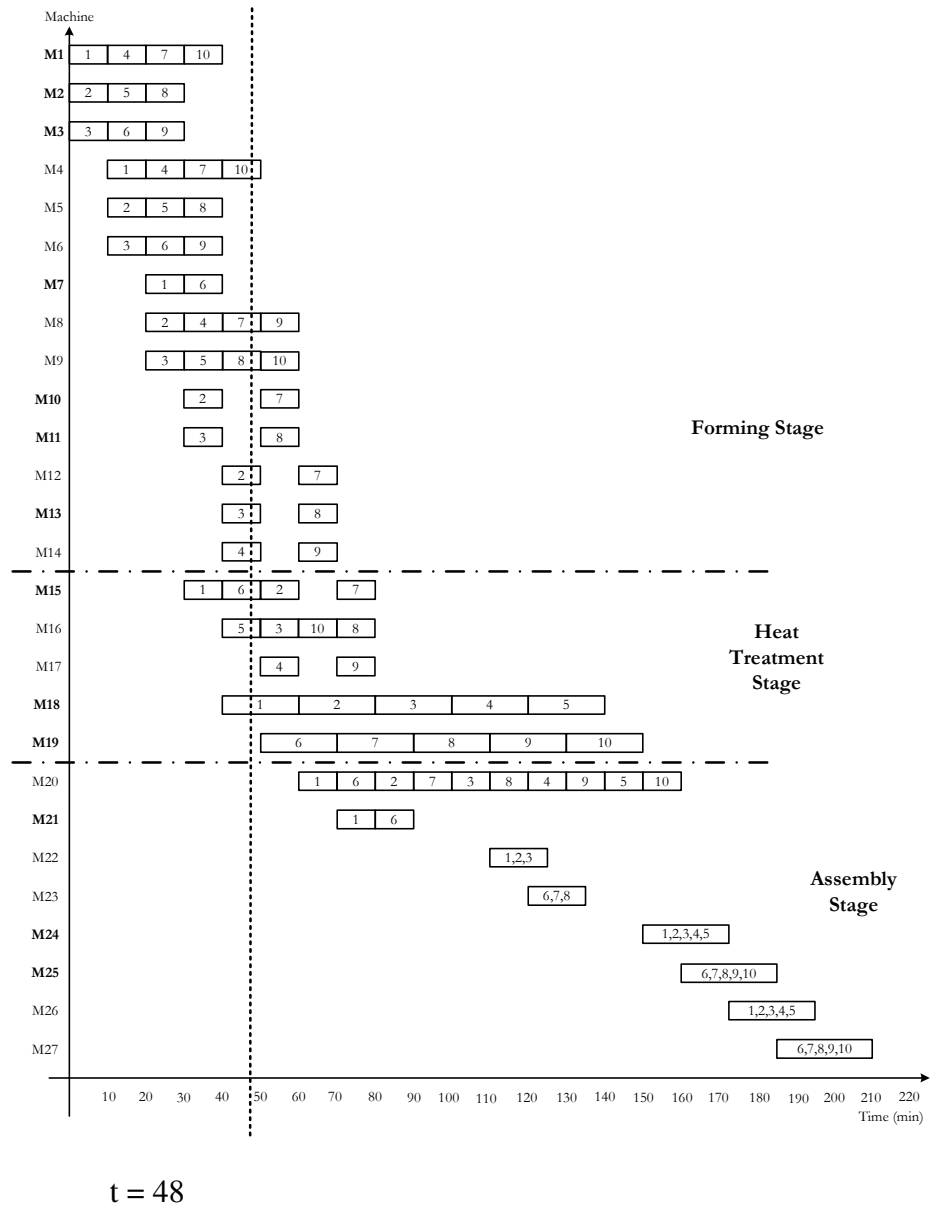 Machine
M1 1 4 7 10
M2 2 5 8
M3 3 6 9
M4 1 4 7 10
M5 2 5 8
M6 3 6 9
M7 1 6
M8 2 4 7 9
M9 3 5 8 10
M10 2 7
M11 3 8
Forming Stage
M12 2 7
M13 3 8
M14 4 9
M15 1 6 2 7
M16 5 3 10 8
Heat
Treatment
Stage
M17 4 9
M18 1 2 3 4 5
M19 6 7 8 9 10
M20 1 6 2 7 3 8 4 9 5 10
M21 1 6
M22 1,2,3
Assembly
Stage
M23 6,7,8
M24 1,2,3,4,5
M25 6,7,8,9,10
M26 1,2,3,4,5
M27 6,7,8,9,10
10 20 30 40 50 60 70 80 90 100 110 120 130 140 150 160 170 180 190 200 210 220
Time (min)
t = 48